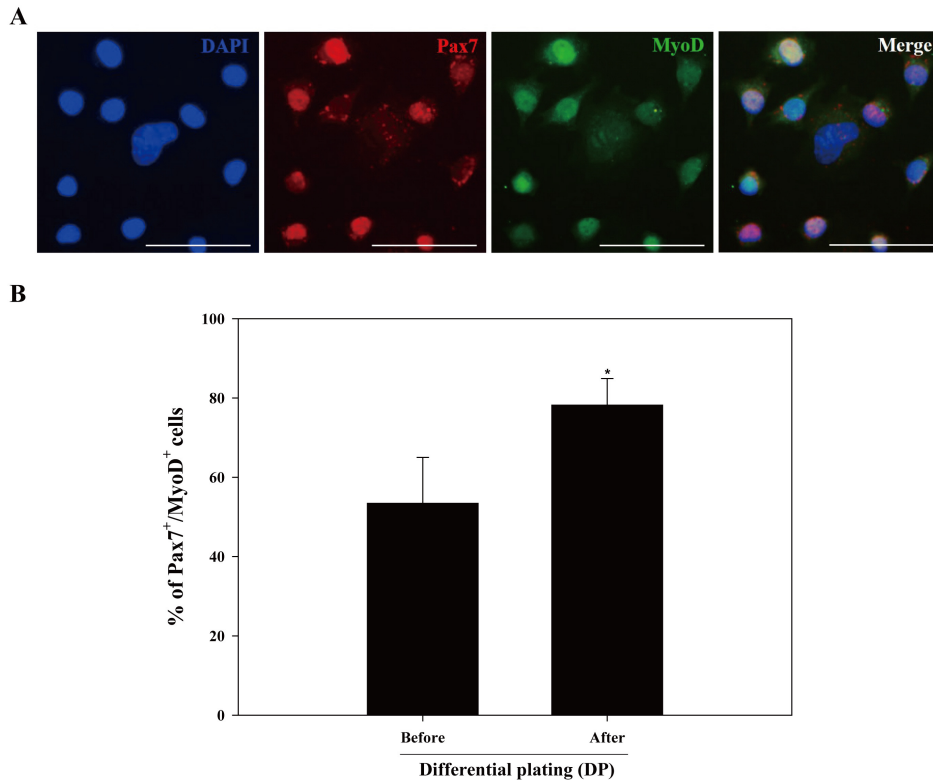 A
DAPI
Pax7
MyoD
Merge
B
% of Pax7⁺/MyoD⁺ cells
100
80
60
40
20
0
*
Before
After
Differential plating (DP)